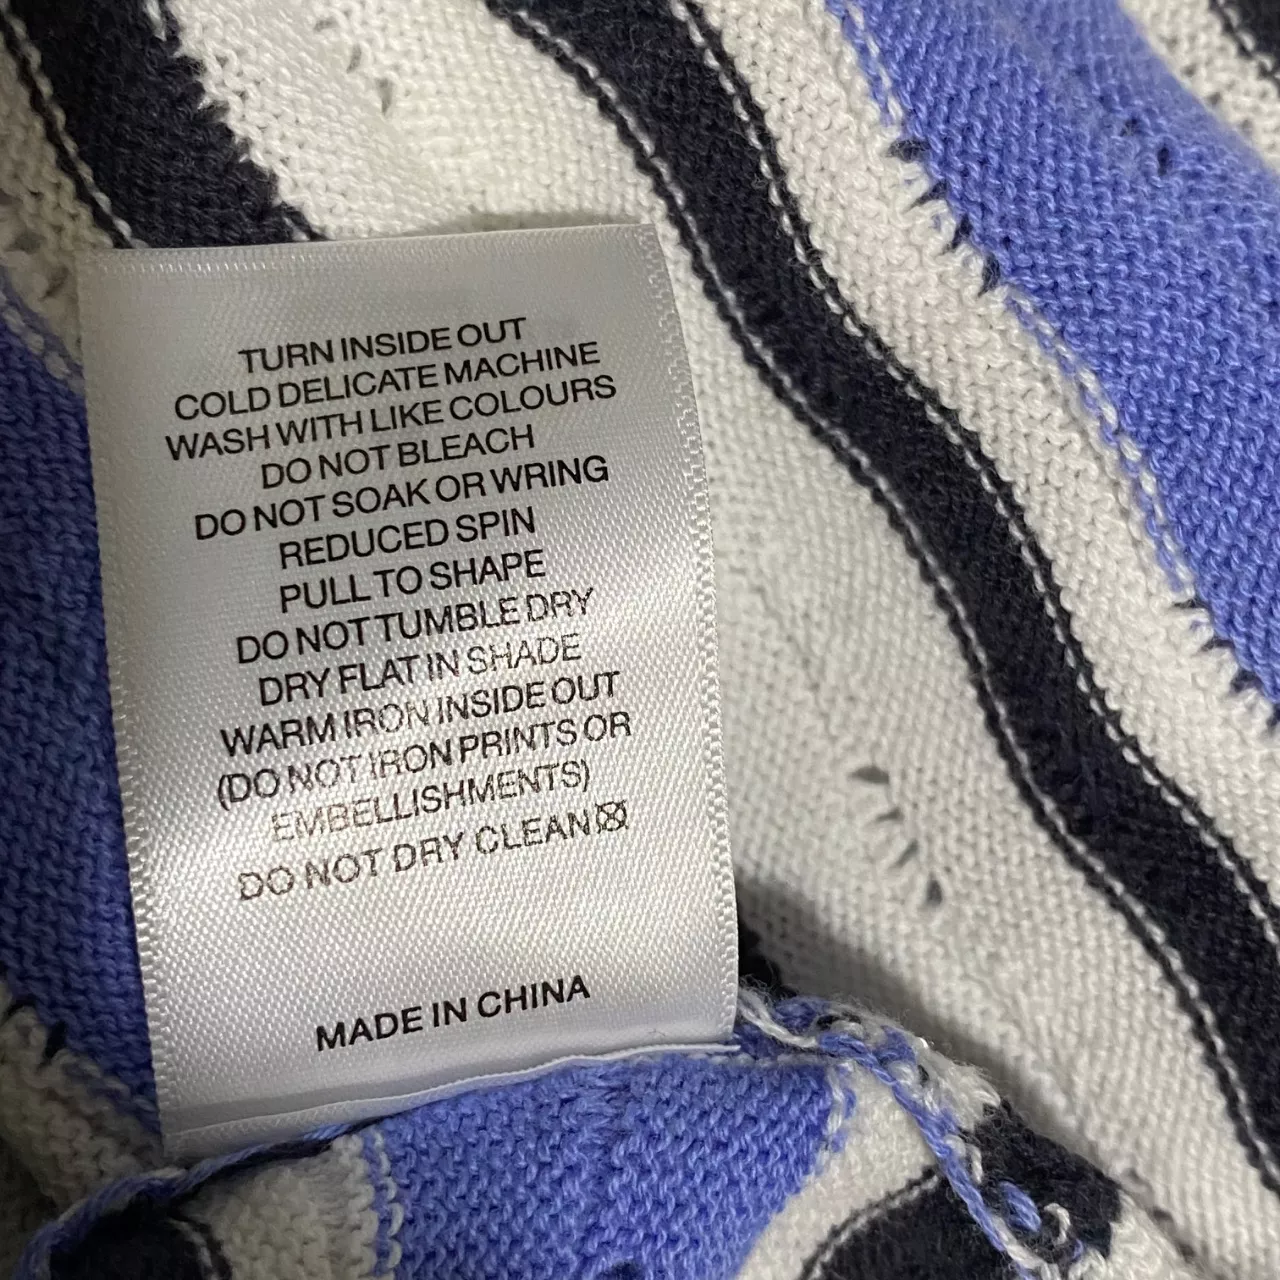 TURN INSIDE OUT
COLD DELICATE MACHINE
WASH WITH LIKE COLOURS
DO NOT BLEACH
DO NOT SOAK OR WRING
REDUCED SPIN
PULL TO SHAPE
DO NOT TUMBLE DRY
DRY FLAT IN SHADE
WARM IRON INSIDE OUT
(DO NOT IRON PRINTS OR
EMBELLISHMENTS)
DO NOT DRY CLEAN
MADE IN CHINA